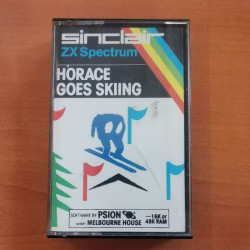 sinclair
ZX Spectrum
HORACE
GOES SKIING
SOFTWARE BY PSION
with MELBOURNE HOUSE
—16K or
48K RAM